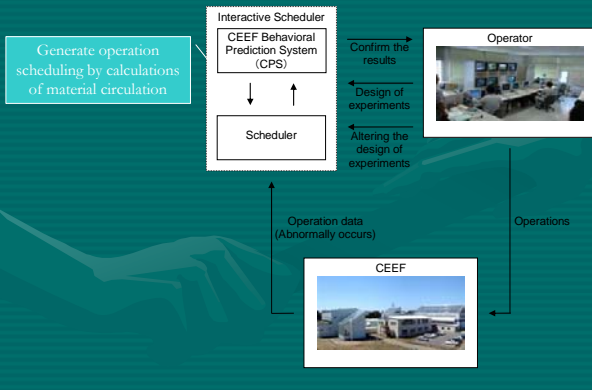 Interactive Scheduler
CEEF Behavioral
Prediction System
(CPS)
Scheduler
Generate operation
scheduling by calculations
of material circulation
Confirm the
results
Design of
experiments
Altering the
design of
experiments
Operator
Operation data
(Abnormally occurs)
Operations
CEEF